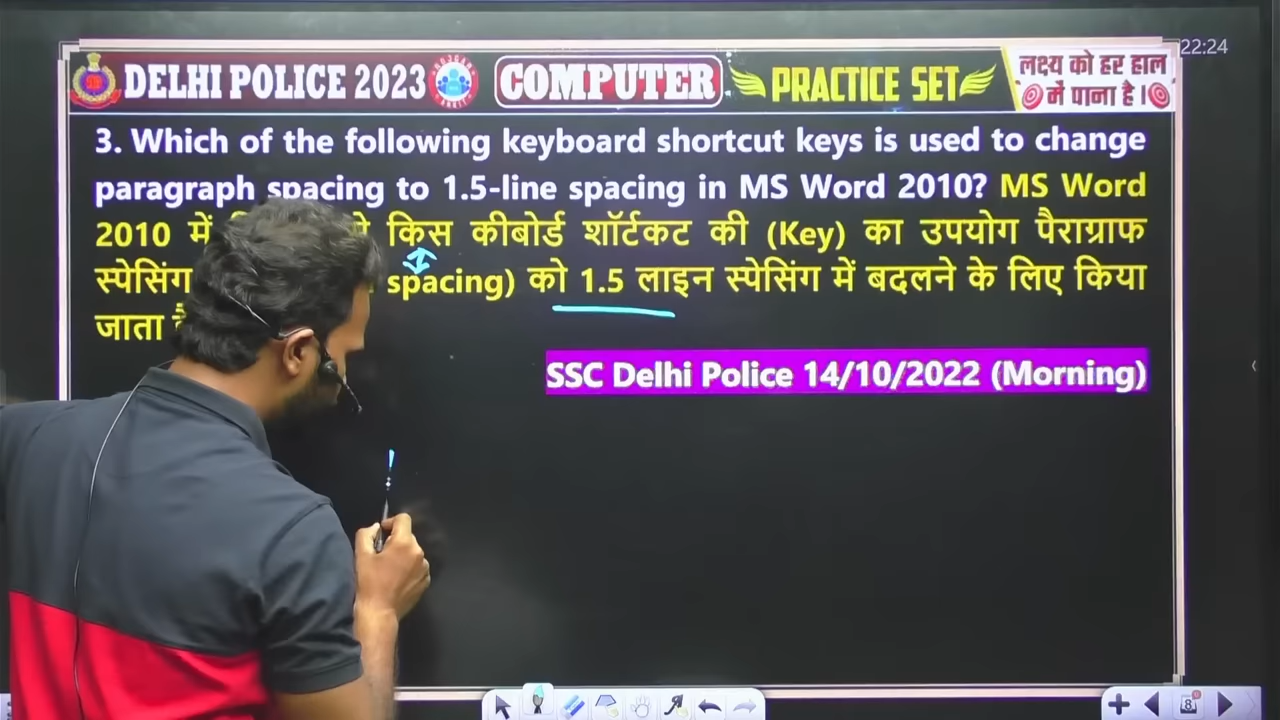 22:24
DELHI POLICE 2023 COMPUTER PRACTICE SET लक्ष्य को हर हाल
में पाना है।
3. Which of the following keyboard shortcut keys is used to change
paragraph spacing to 1.5-line spacing in MS Word 2010? MS Word
2010 में किस कीबोर्ड शॉर्टकट की (Key) का उपयोग पैराग्राफ
स्पेसिंग spacing) को 1.5 लाइन स्पेसिंग में बदलने के लिए किया
जाता
SSC Delhi Police 14/10/2022 (Morning)
8